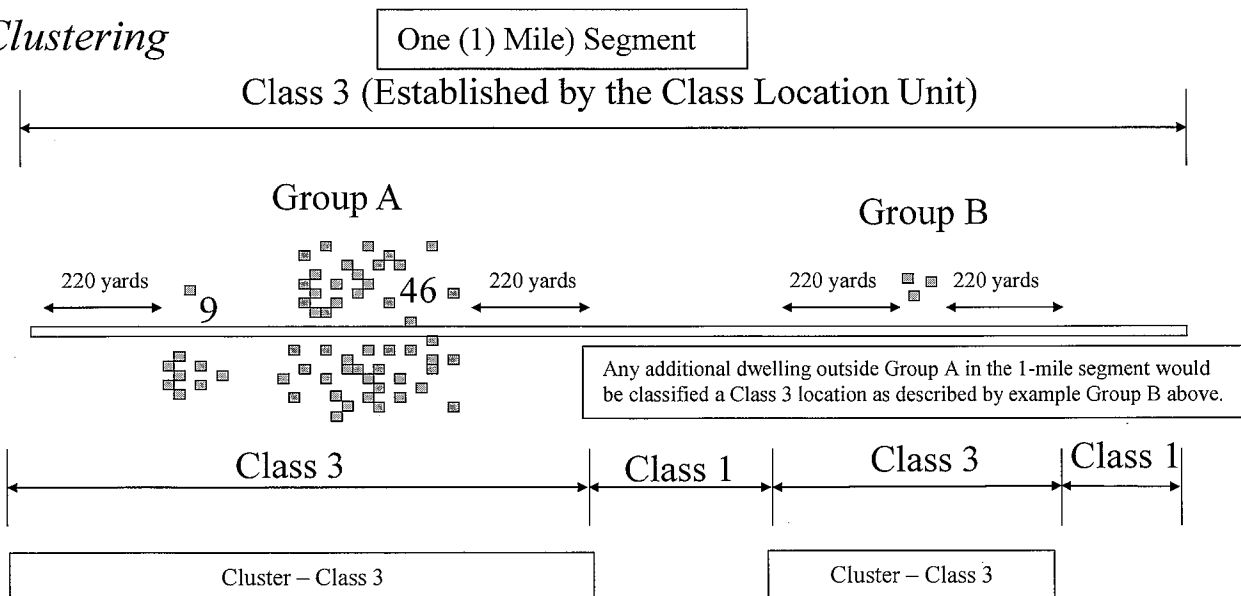 Clustering
One (1) Mile) Segment
Class 3 (Established by the Class Location Unit)
Group A
Group B
220 yards
9
46
220 yards
220 yards
220 yards
Any additional dwelling outside Group A in the 1-mile segment would
be classified a Class 3 location as described by example Group B above.
Class 3
Class 1
Class 3
Class 1
Cluster – Class 3
Cluster – Class 3